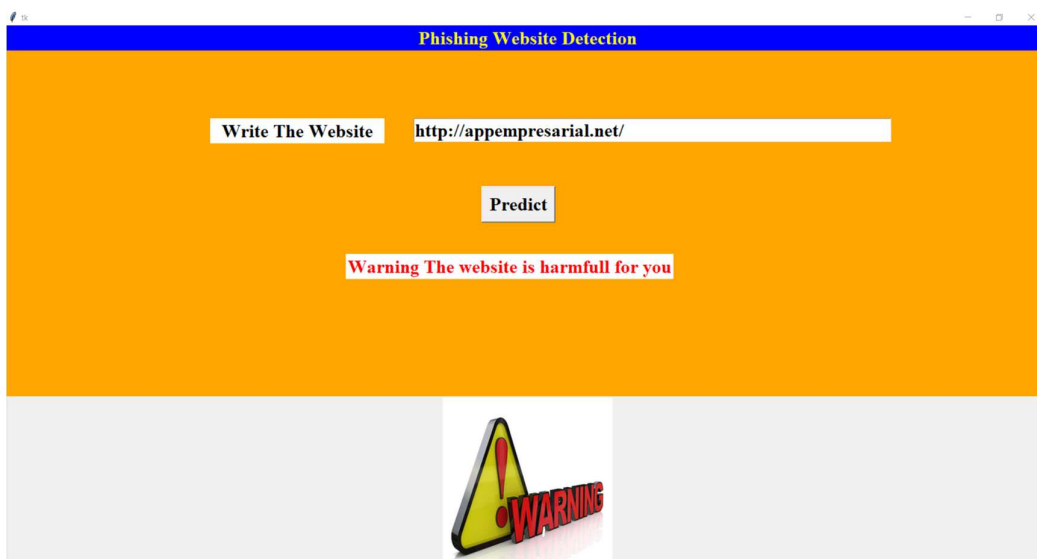 tk
Phishing Website Detection
Write The Website
http://appempresarial.net/
Predict
Warning The website is harmfull for you
WARNING